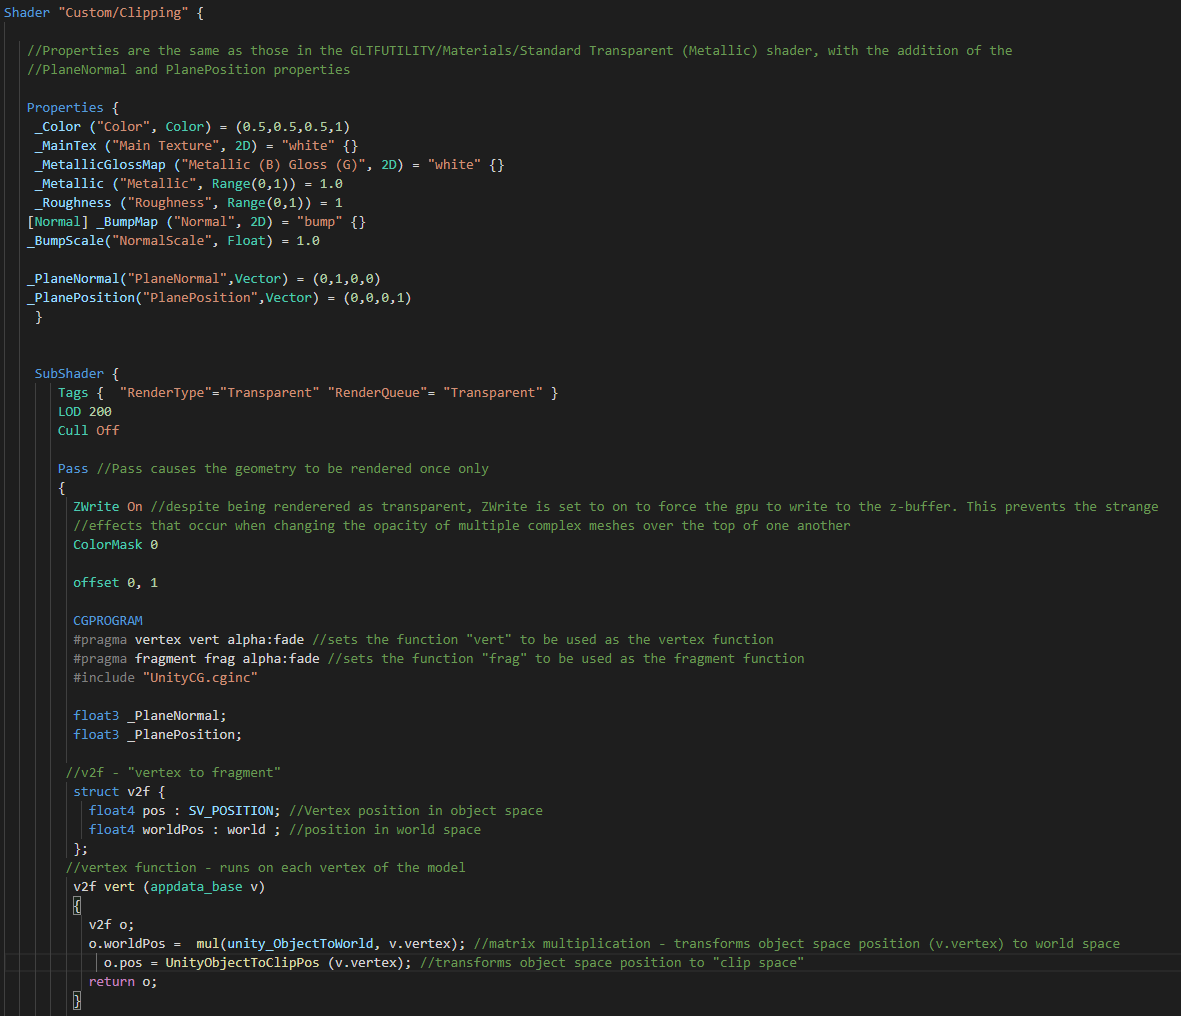 Shader "Custom/Clipping" {
//Properties are the same as those in the GLTFUTILITY/Materials/Standard Transparent (Metallic) shader, with the addition of the
//PlaneNormal and PlanePosition properties
Properties {
_Color ("Color", Color) = (0.5,0.5,0.5,1)
_MainTex ("Main Texture", 2D) = "white" {}
_MetallicGlossMap ("Metallic (B) Gloss (G)", 2D) = "white" {}
_Metallic ("Metallic", Range(0,1)) = 1.0
_Roughness ("Roughness", Range(0,1)) = 1
[Normal] _BumpMap ("Normal", 2D) = "bump" {}
_BumpScale("NormalScale", Float) = 1.0
_PlaneNormal("PlaneNormal",Vector) = (0,1,0,0)
_PlanePosition("PlanePosition",Vector) = (0,0,0,1)
}
SubShader {
Tags {  "RenderType"="Transparent" "RenderQueue"= "Transparent" }
LOD 200
Cull Off
Pass //Pass causes the geometry to be rendered once only
{
ZWrite On //despite being renderered as transparent, ZWrite is set to on to force the gpu to write to the z-buffer. This prevents the strange
//effects that occur when changing the opacity of multiple complex meshes over the top of one another
ColorMask 0
offset 0, 1
CGPROGRAM
#pragma vertex vert alpha:fade //sets the function "vert" to be used as the vertex function
#pragma fragment frag alpha:fade //sets the function "frag" to be used as the fragment function
#include "UnityCG.cginc"
float3 _PlaneNormal;
float3 _PlanePosition;
//v2f - "vertex to fragment"
struct v2f {
float4 pos : SV_POSITION; //Vertex position in object space
float4 worldPos : world ; //position in world space
};
//vertex function - runs on each vertex of the model
v2f vert (appdata_base v)
{
v2f o;
o.worldPos =  mul(unity_ObjectToWorld, v.vertex); //matrix multiplication - transforms object space position (v.vertex) to world space
o.pos = UnityObjectToClipPos (v.vertex); //transforms object space position to "clip space"
return o;
}